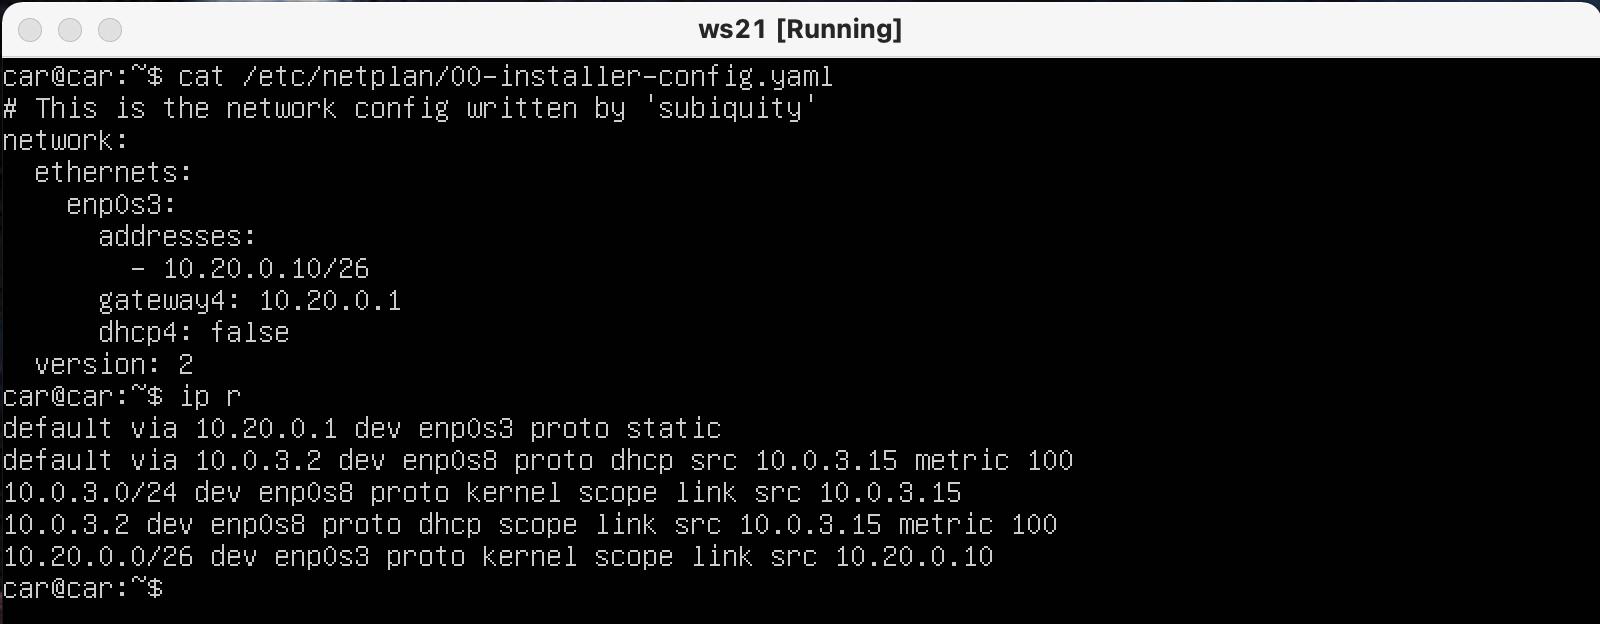 ws21 [Running]
car@car:~$ cat /etc/netplan/00-installer-config.yaml
# This is the network config written by 'subiquity'
network:
  ethernets:
    enp0s3:
      addresses:
        - 10.20.0.10/26
      gateway4: 10.20.0.1
      dhcp4: false
  version: 2
car@car:~$ ip r
default via 10.20.0.1 dev enp0s3 proto static
default via 10.0.3.2 dev enp0s8 proto dhcp src 10.0.3.15 metric 100
10.0.3.0/24 dev enp0s8 proto kernel scope link src 10.0.3.15
10.0.3.2 dev enp0s8 proto dhcp scope link src 10.0.3.15 metric 100
10.20.0.0/26 dev enp0s3 proto kernel scope link src 10.20.0.10
car@car:~$